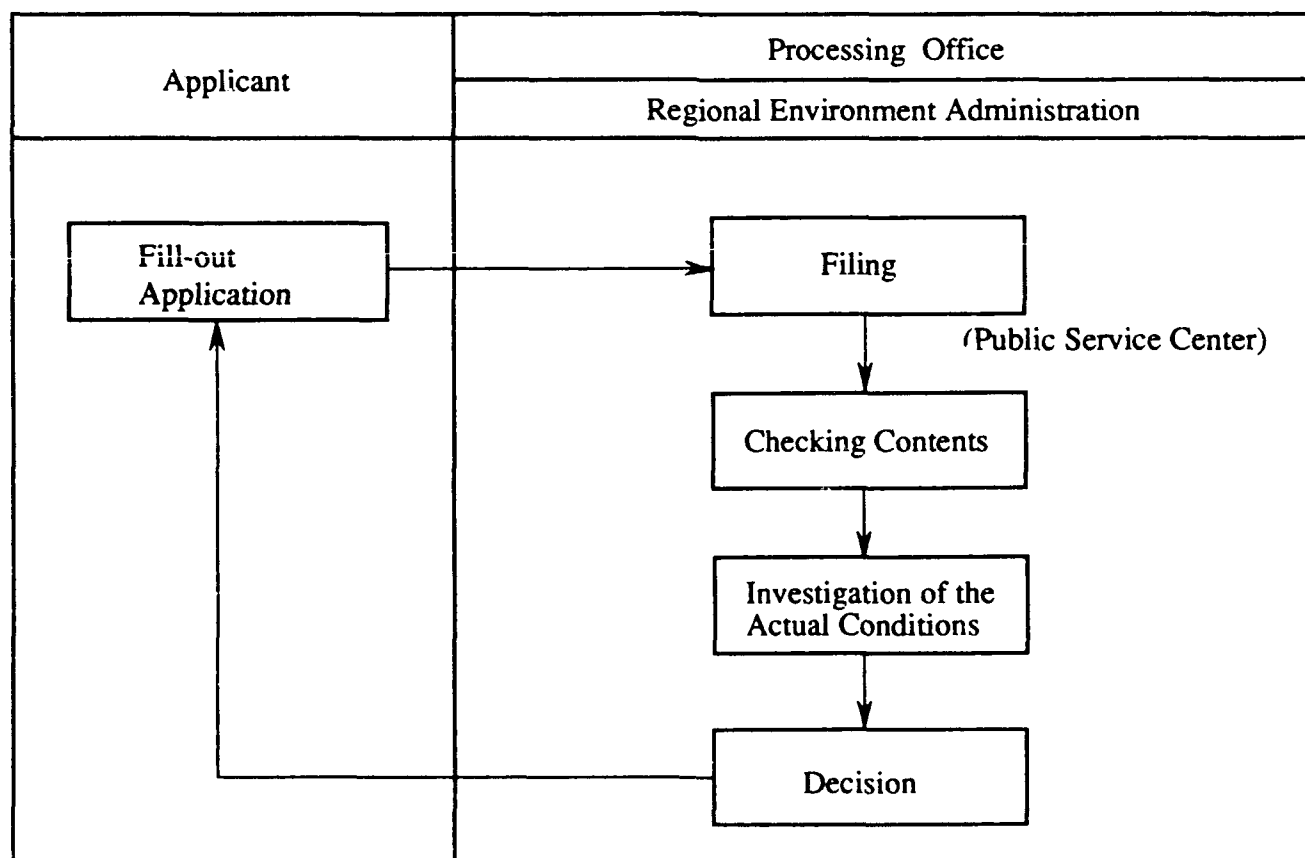 Applicant
Processing Office
Regional Environment Administration
Fill-out
Application
Filing
(Public Service Center)
Checking Contents
Investigation of the
Actual Conditions
Decision